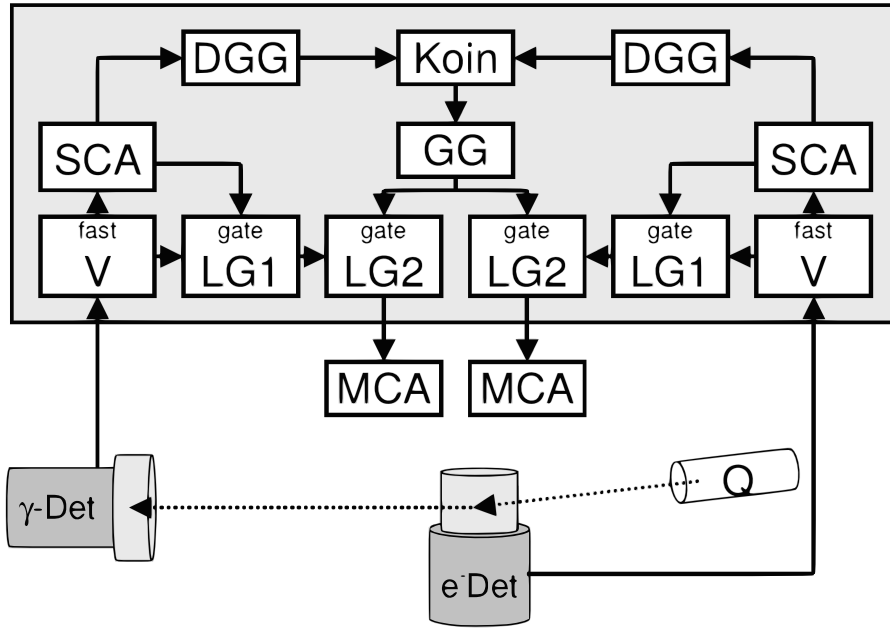 DGG Koin DGG
SCA GG SCA
fast gate gate gate gate fast
V LG1 LG2 LG2 LG1 V
MCA MCA
γ-Det Q
e-Det